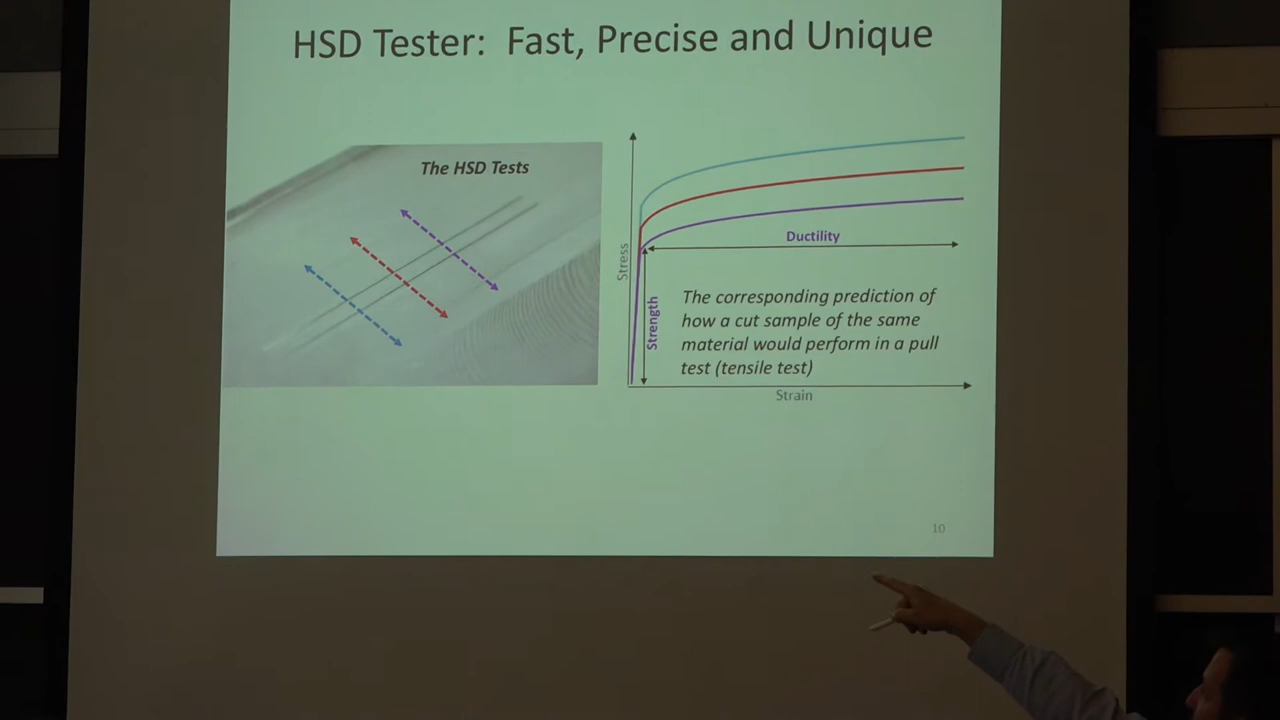 HSD Tester: Fast, Precise and Unique
The HSD Tests
Stress
Strength
Ductility
The corresponding prediction of
how a cut sample of the same
material would perform in a pull
test (tensile test)
Strain
10